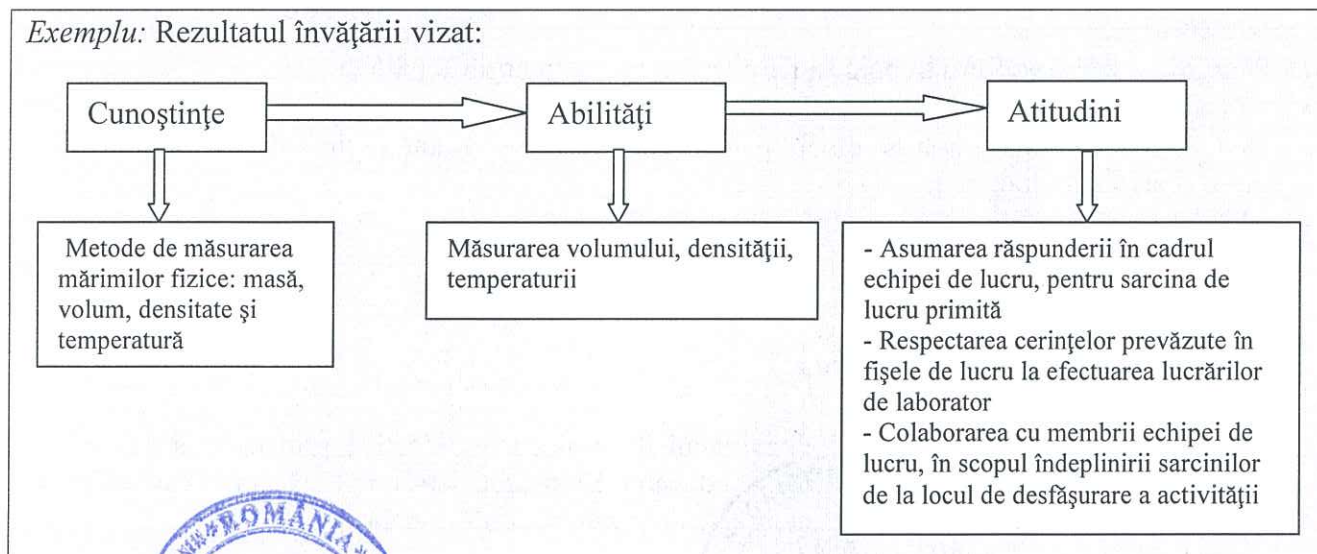 Exemplu: Rezultatul învăţării vizat:
Cunoştinţe
Abilităţi
Atitudini
Metode de măsurarea
mărimilor fizice: masă,
volum, densitate şi
temperatură
Măsurarea volumului, densităţii,
temperaturii
- Asumarea răspunderii în cadrul
echipei de lucru, pentru sarcina de
lucru primită
- Respectarea cerinţelor prevăzute în
fişele de lucru la efectuarea lucrărilor
de laborator
- Colaborarea cu membrii echipei de
lucru, în scopul îndeplinirii sarcinilor
de la locul de desfăşurare a activităţii
ROMÂNIA